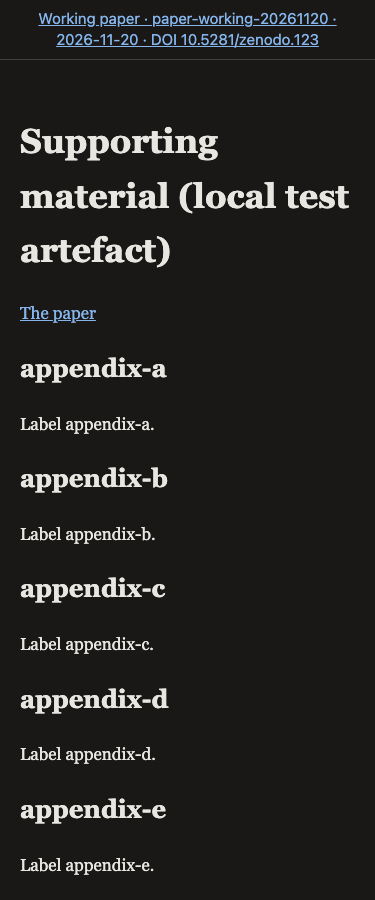 Working paper · paper-working-20261120 ·
2026-11-20 · DOI 10.5281/zenodo.123
Supporting
material (local test
artefact)
The paper
appendix-a
Label appendix-a.
appendix-b
Label appendix-b.
appendix-c
Label appendix-c.
appendix-d
Label appendix-d.
appendix-e
Label appendix-e.